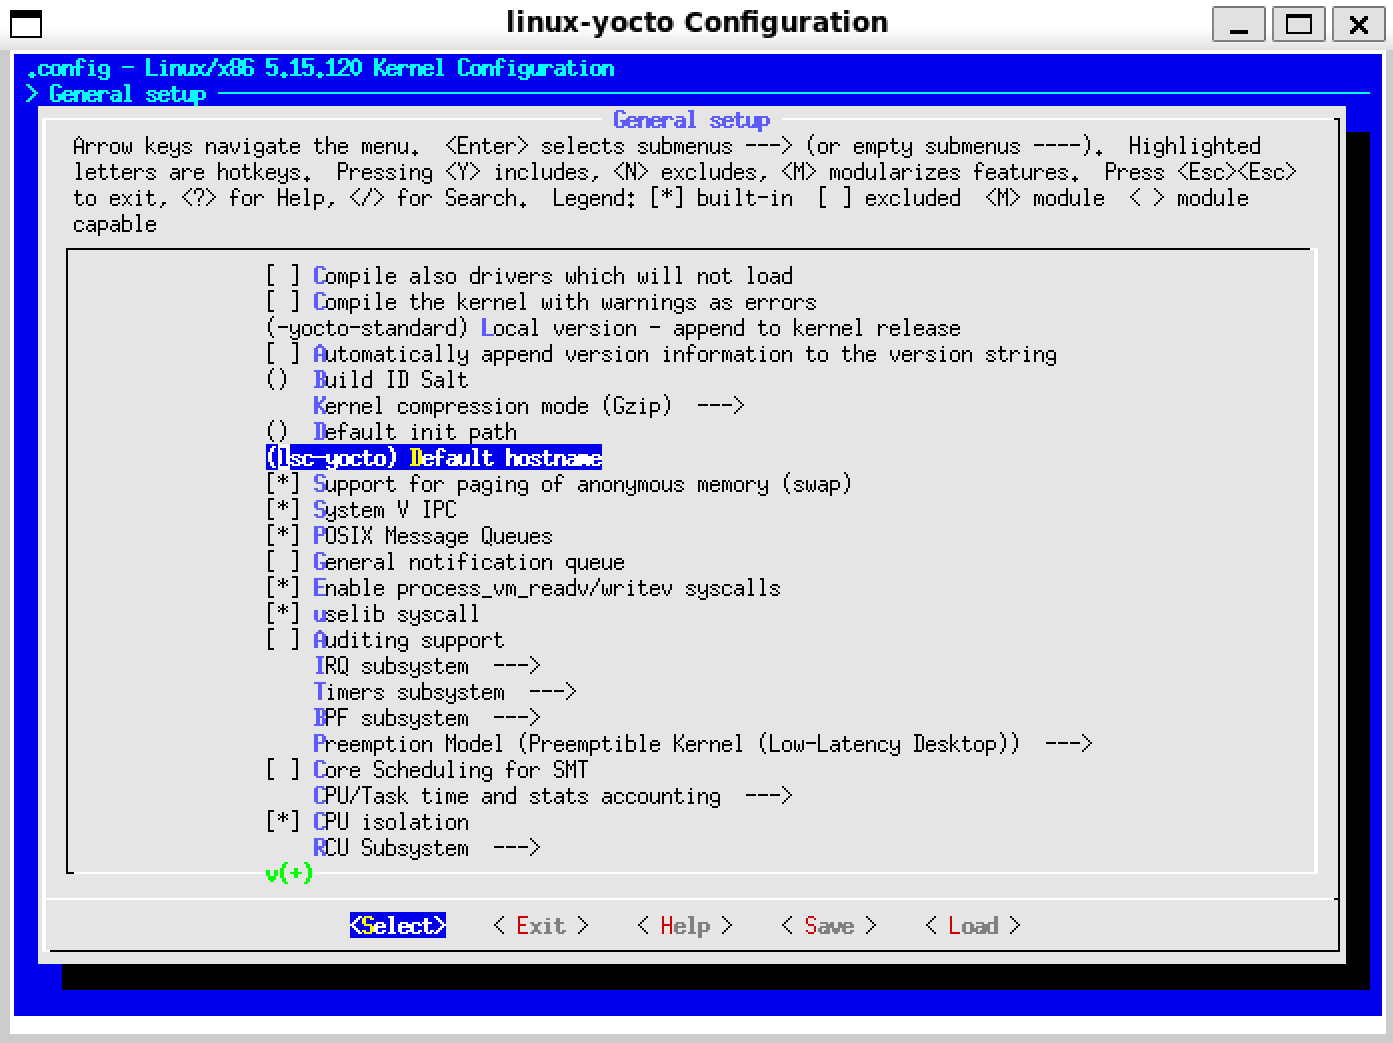 linux-yocto Configuration
.config - Linux/x86 5.15.120 Kernel Configuration
> General setup
General setup
Arrow keys navigate the menu.  <Enter> selects submenus ---> (or empty submenus ----).  Highlighted
letters are hotkeys.  Pressing <Y> includes, <N> excludes, <M> modularizes features.  Press <Esc><Esc>
to exit, <?> for Help, </> for Search.  Legend: [*] built-in  [ ] excluded  <M> module  < > module
capable
[ ] Compile also drivers which will not load
[ ] Compile the kernel with warnings as errors
(-yocto-standard) Local version - append to kernel release
[ ] Automatically append version information to the version string
()  Build ID Salt
Kernel compression mode (Gzip)  --->
()  Default init path
(lsc-yocto) Default hostname
[*] Support for paging of anonymous memory (swap)
[*] System V IPC
[*] POSIX Message Queues
[ ] General notification queue
[*] Enable process_vm_readv/writev syscalls
[*] uselib syscall
[ ] Auditing support
IRQ subsystem  --->
Timers subsystem  --->
BPF subsystem  --->
Preemption Model (Preemptible Kernel (Low-Latency Desktop))  --->
[ ] Core Scheduling for SMT
CPU/Task time and stats accounting  --->
[*] CPU isolation
RCU Subsystem  --->
v(+)
<Select>    < Exit >    < Help >    < Save >    < Load >